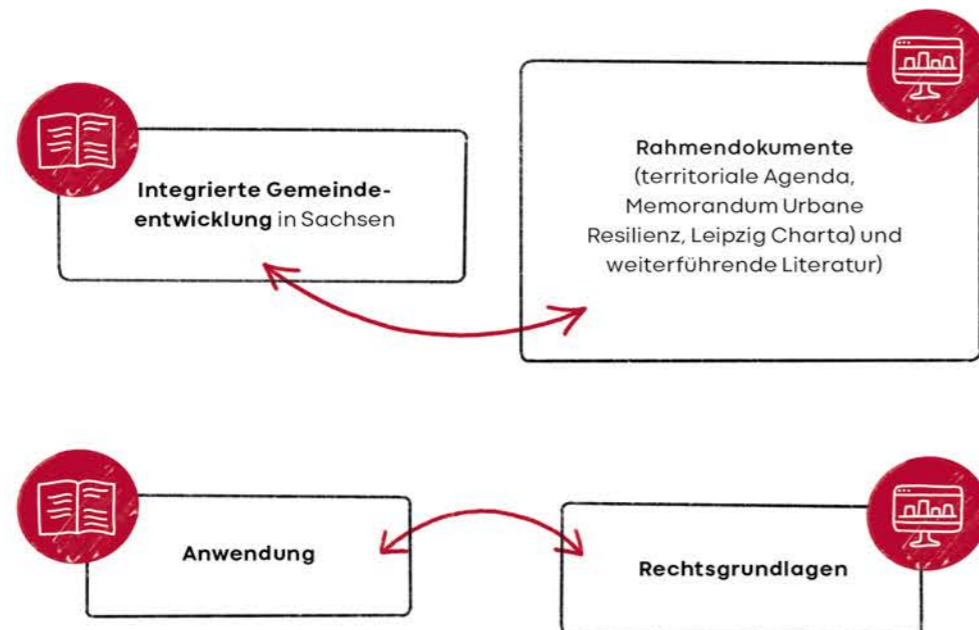 Integrierte Gemeinde-
entwicklung in Sachsen
Rahmendokumente
(territoriale Agenda,
Memorandum Urbane
Resilienz, Leipzig Charta) und
weiterführende Literatur)
Anwendung
Rechtsgrundlagen